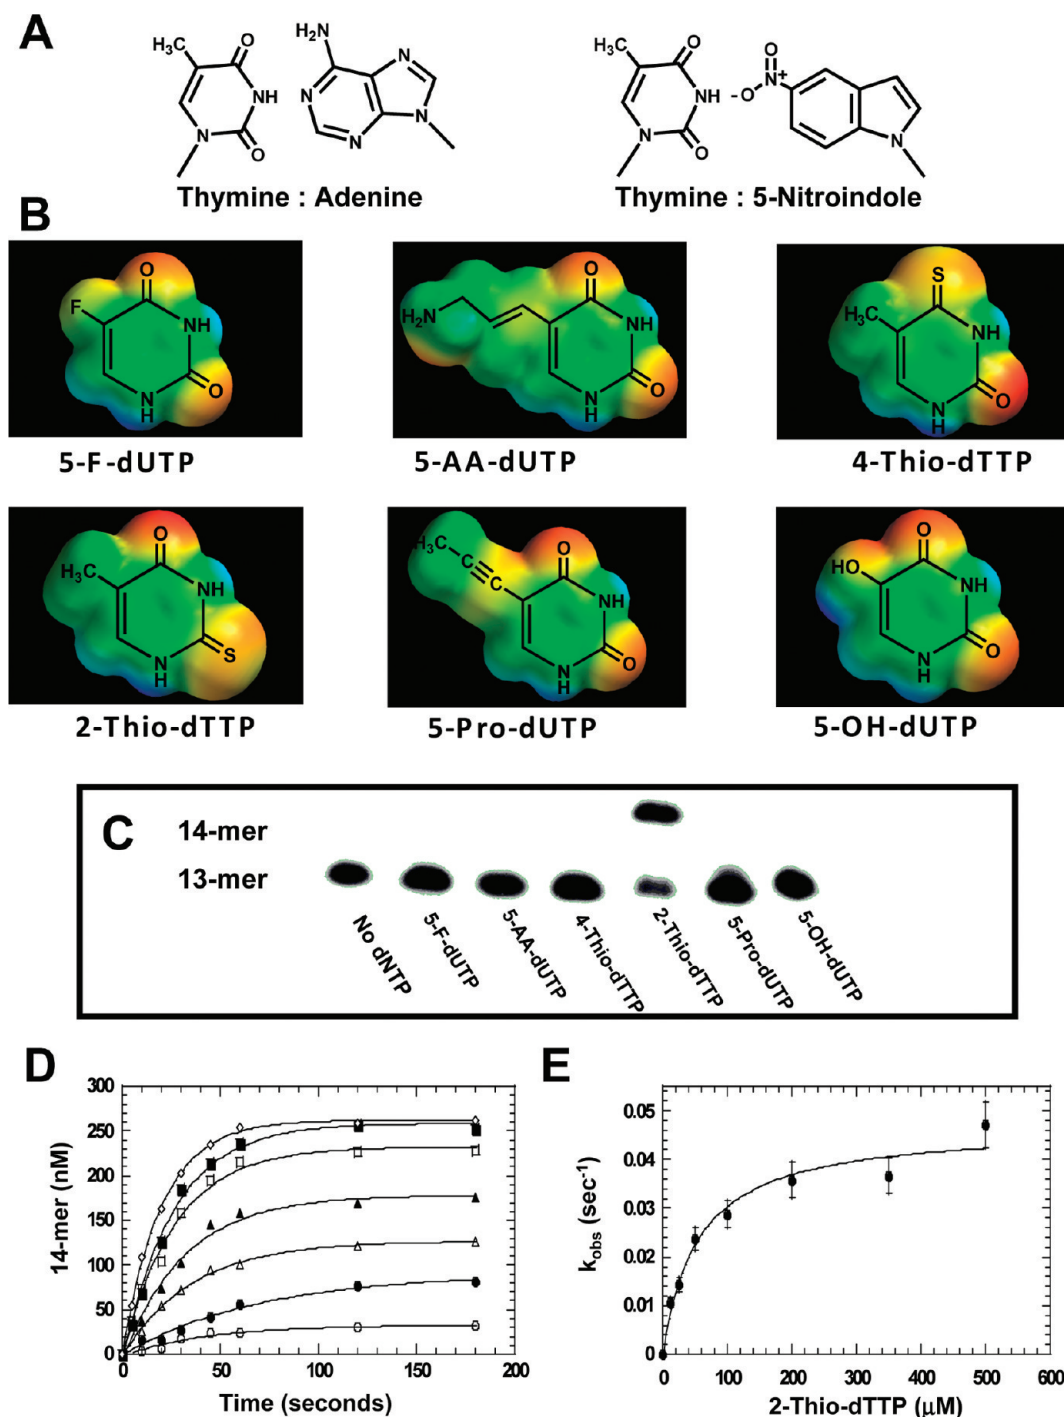 A
H₃C O NH O N
H₂N N N N N
H₃C O NH O N
O N⁺ -O N
Thymine : Adenine
Thymine : 5-Nitroindole
B
F O NH O N H
H₂N O NH O N H
H₃C S NH O N H
5-F-dUTP
5-AA-dUTP
4-Thio-dTTP
H₃C O NH S N H
H₃C C C O NH O N H
HO O NH O N H
2-Thio-dTTP
5-Pro-dUTP
5-OH-dUTP
C
14-mer
13-mer
No dNTP
5-F-dUTP
5-AA-dUTP
4-Thio-dTTP
2-Thio-dTTP
5-Pro-dUTP
5-OH-dUTP
D
14-mer (nM)
300
250
200
150
100
50
0
0 50 100 150 200
Time (seconds)
E
kobs (sec⁻¹)
0.05
0.04
0.03
0.02
0.01
0
0 100 200 300 400 500 600
2-Thio-dTTP (μM)